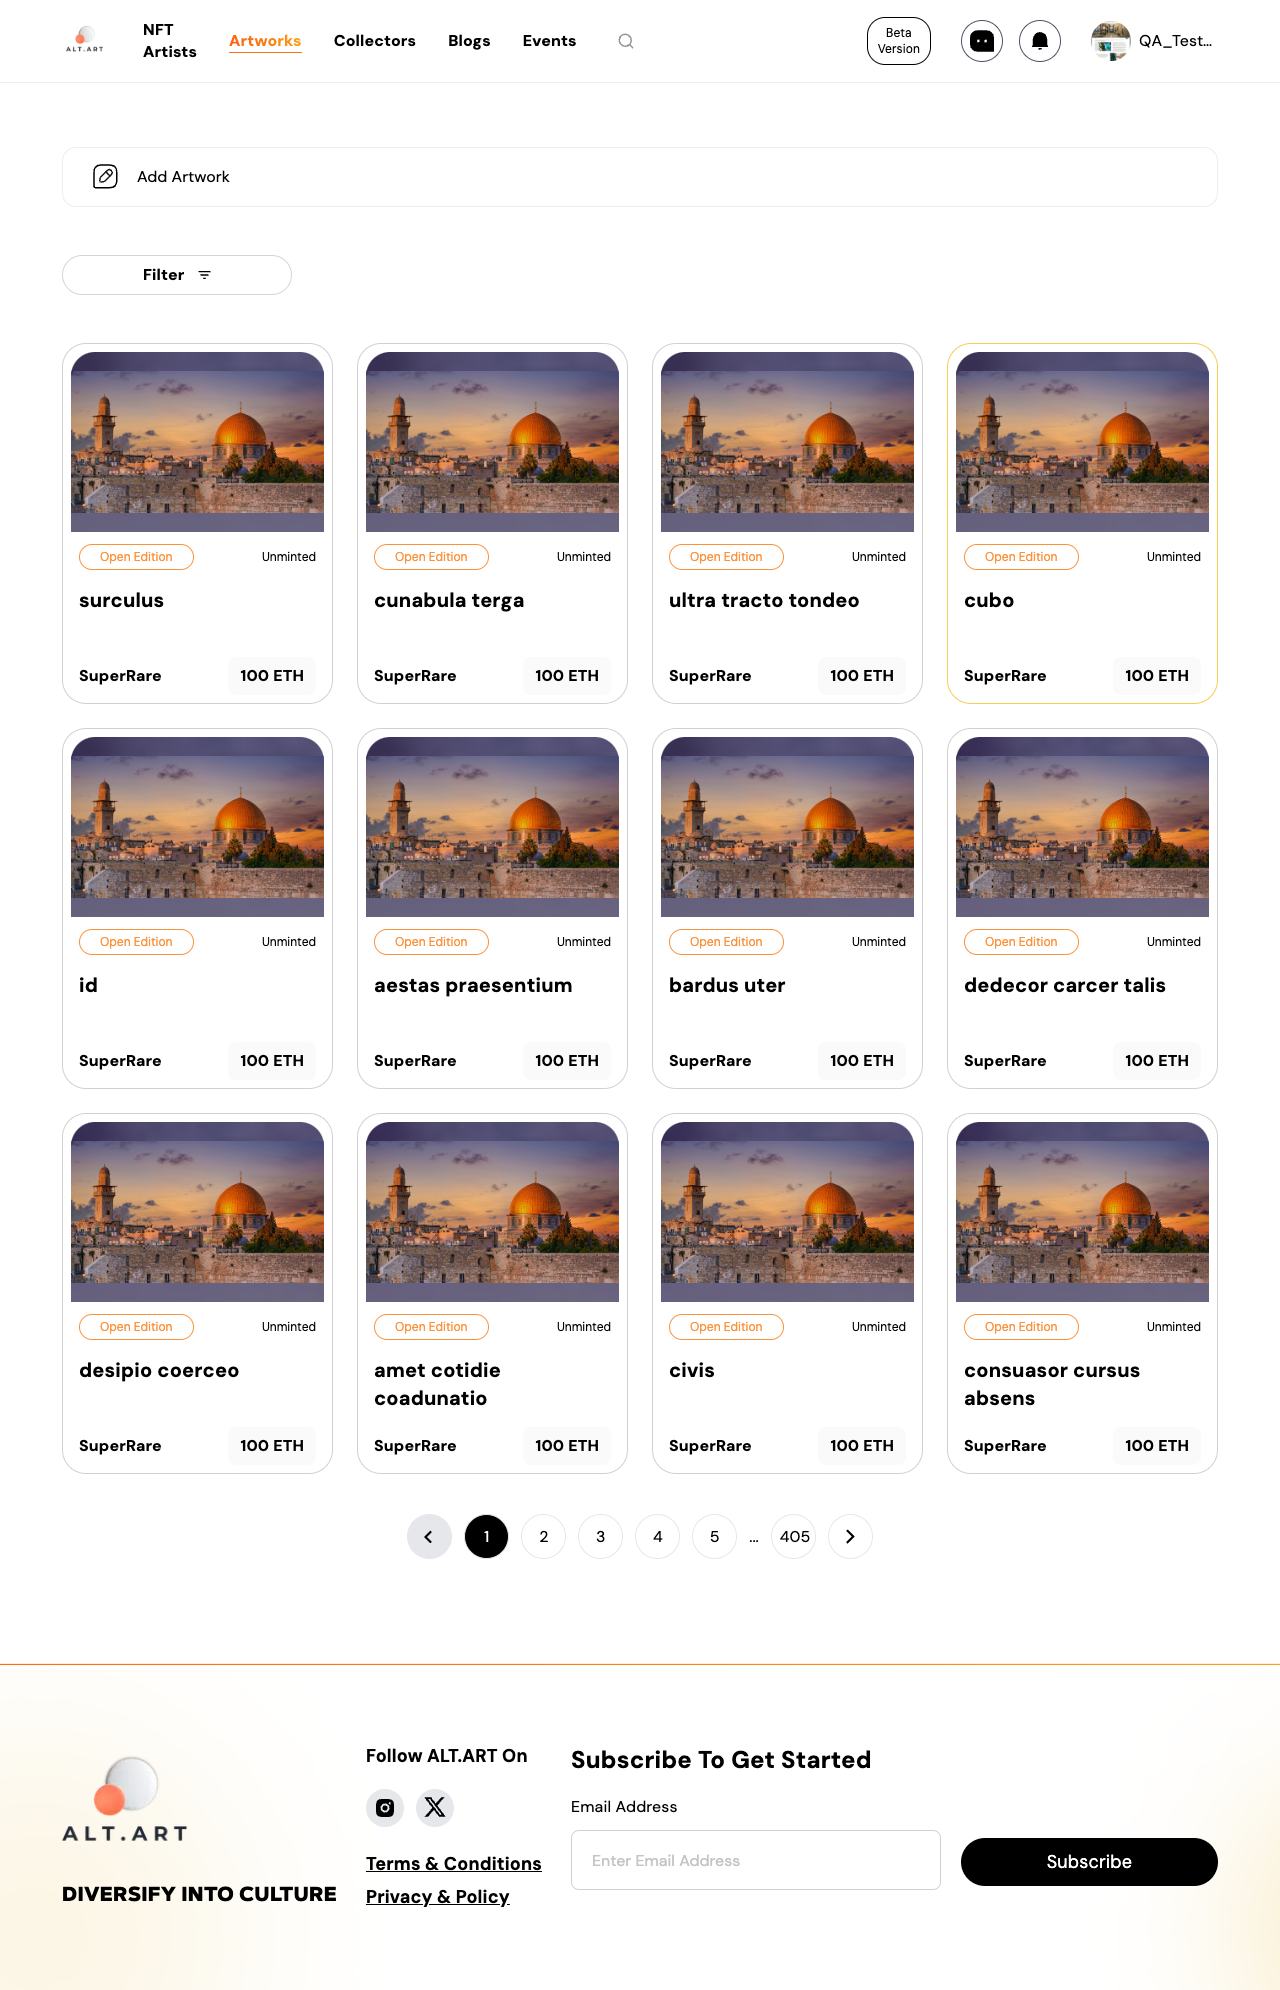 ALT.ART
NFT
Artists
Artworks
Collectors
Blogs
Events
Beta
Version
QA_Test...
Add Artwork
Filter
Open Edition
Unminted
surculus
SuperRare
100 ETH
Open Edition
Unminted
cunabula terga
SuperRare
100 ETH
Open Edition
Unminted
ultra tracto tondeo
SuperRare
100 ETH
Open Edition
Unminted
cubo
SuperRare
100 ETH
Open Edition
Unminted
id
SuperRare
100 ETH
Open Edition
Unminted
aestas praesentium
SuperRare
100 ETH
Open Edition
Unminted
bardus uter
SuperRare
100 ETH
Open Edition
Unminted
dedecor carcer talis
SuperRare
100 ETH
Open Edition
Unminted
desipio coerceo
SuperRare
100 ETH
Open Edition
Unminted
amet cotidie
coadunatio
SuperRare
100 ETH
Open Edition
Unminted
civis
SuperRare
100 ETH
Open Edition
Unminted
consuasor cursus
absens
SuperRare
100 ETH
1
2
3
4
5
...
405
ALT.ART
DIVERSIFY INTO CULTURE
Follow ALT.ART On
Terms & Conditions
Privacy & Policy
Subscribe To Get Started
Email Address
Enter Email Address
Subscribe